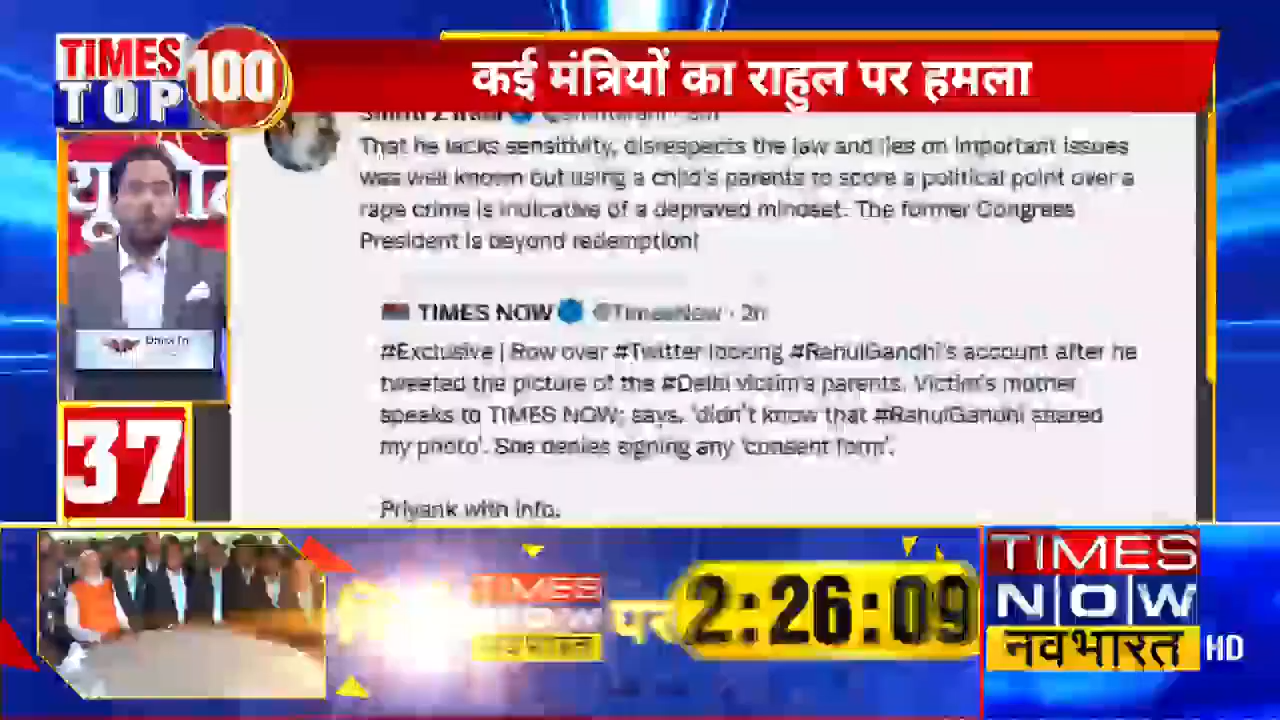 TIMES
TOP 100
कई मंत्रियों का राहुल पर हमला
That he lacks sensitivity, disrespects the law and lies on important issues
was well known but using a child's parents to score a political point over a
rape crime is indicative of a depraved mindset. The former Congress
President is beyond redemption!
TIMES NOW @TimesNow · 2h
#Exclusive | Row over #Twitter locking #RahulGandhi's account after he
tweeted the picture of the #Delhi victim's parents. Victim's mother
speaks to TIMES NOW; says, 'didn't know that #RahulGandhi shared
my photo'. She denies signing any 'consent form'.
Priyank with info.
37
TIMES
NOW
नवभारत
पर
2:26:09
TIMES
NOW
नवभारत HD